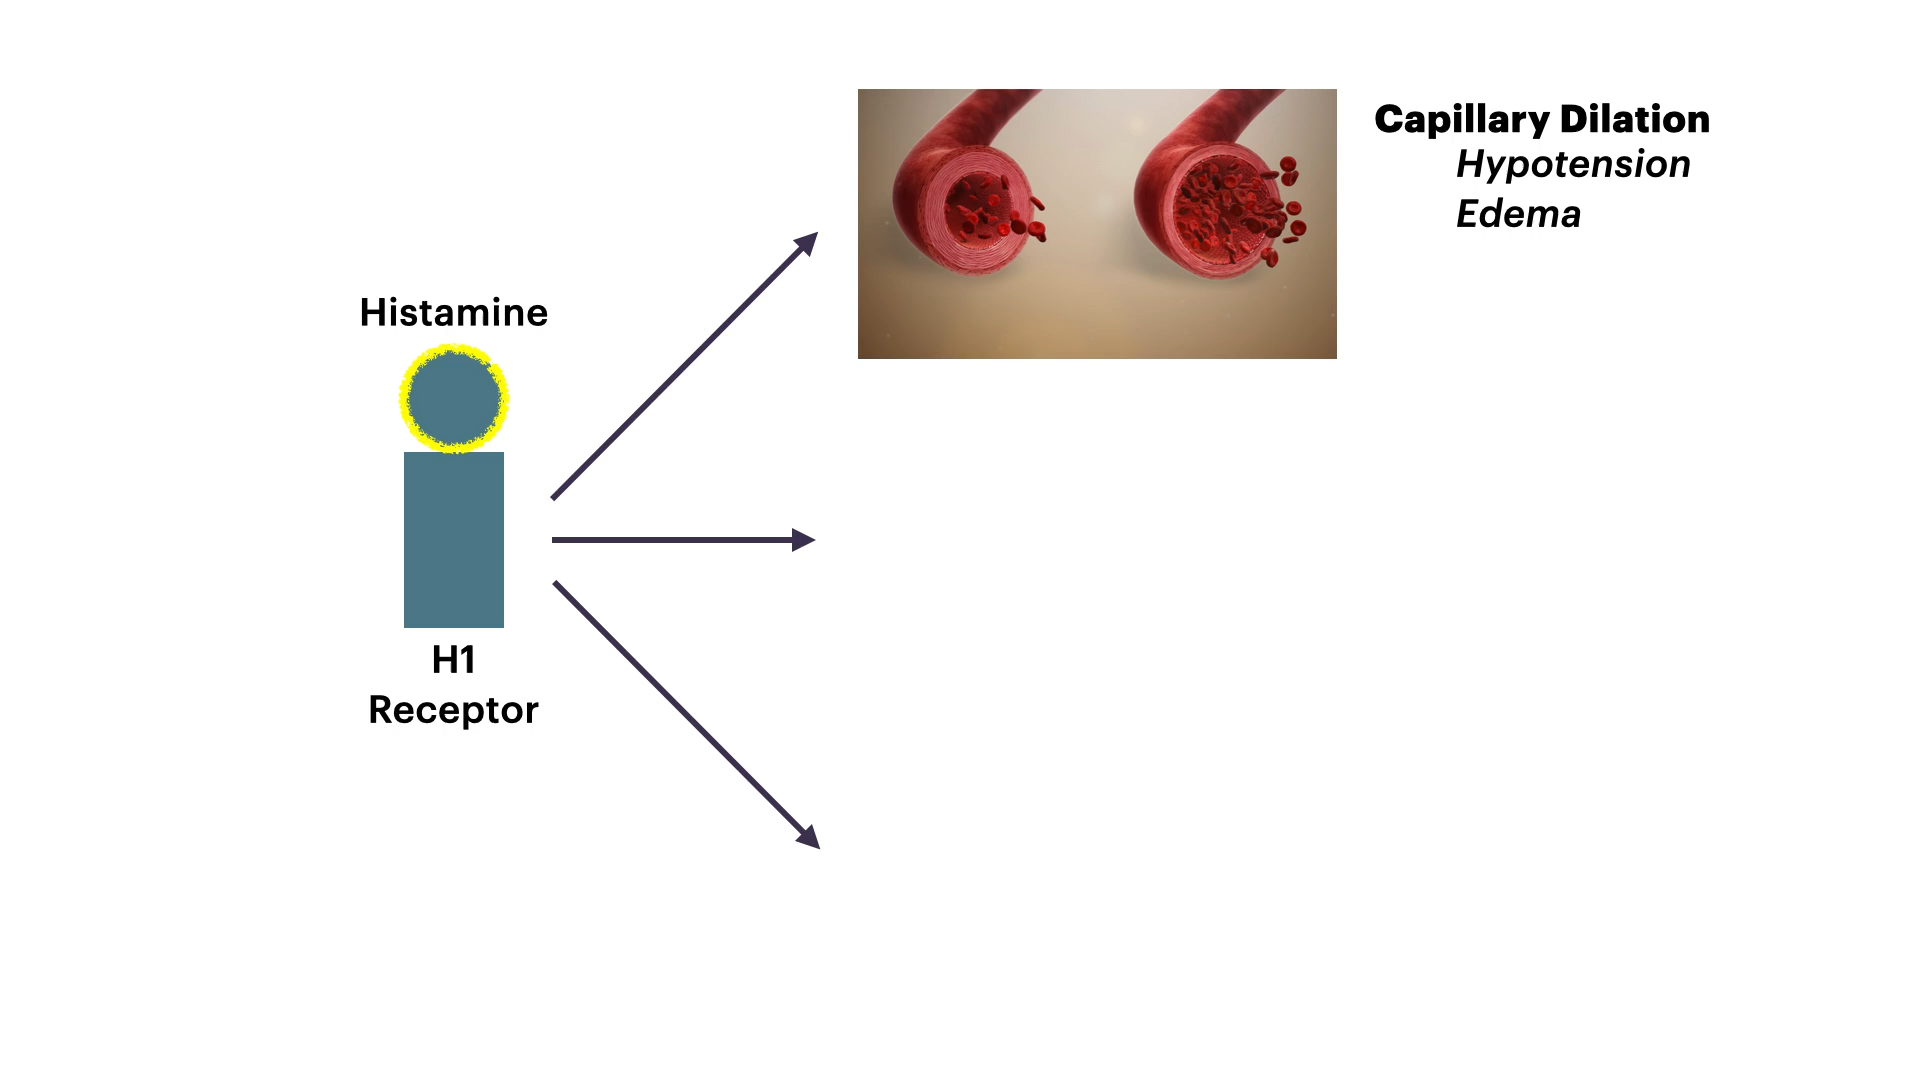 Capillary Dilation
Hypotension
Edema
Histamine
H1
Receptor